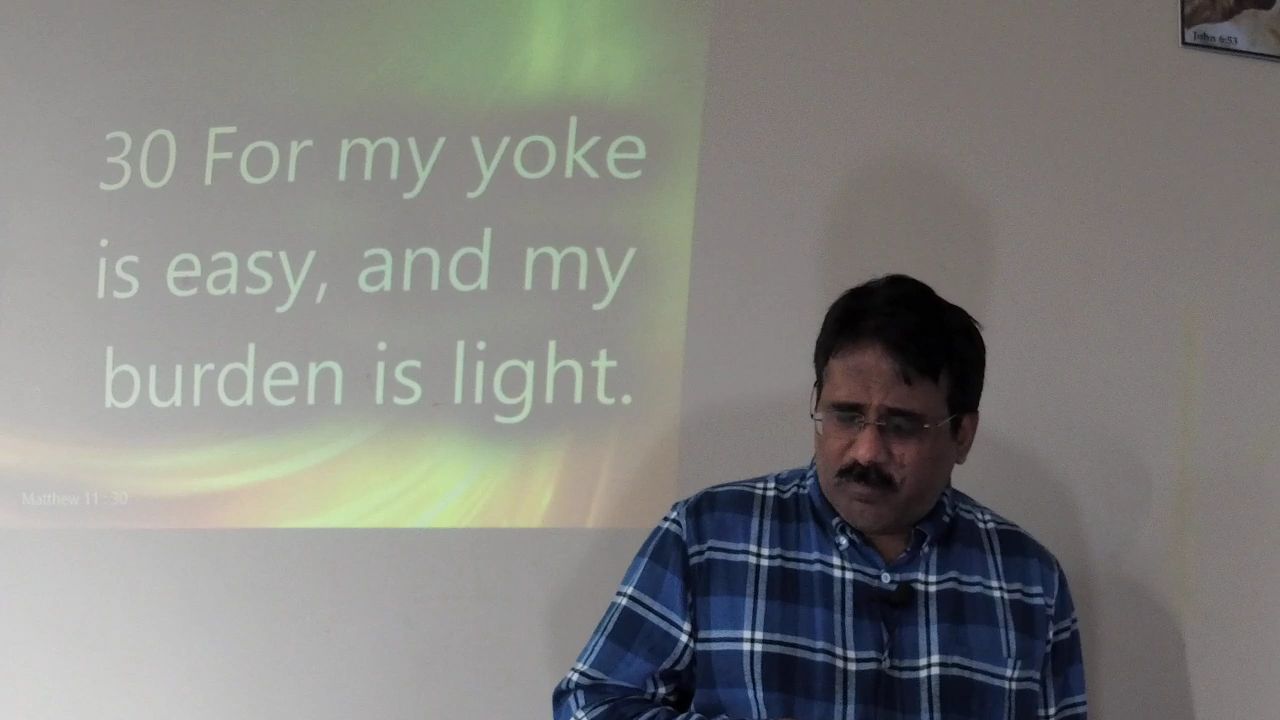 30 For my yoke
is easy, and my
burden is light.
Matthew 11 : 30
John 6:53